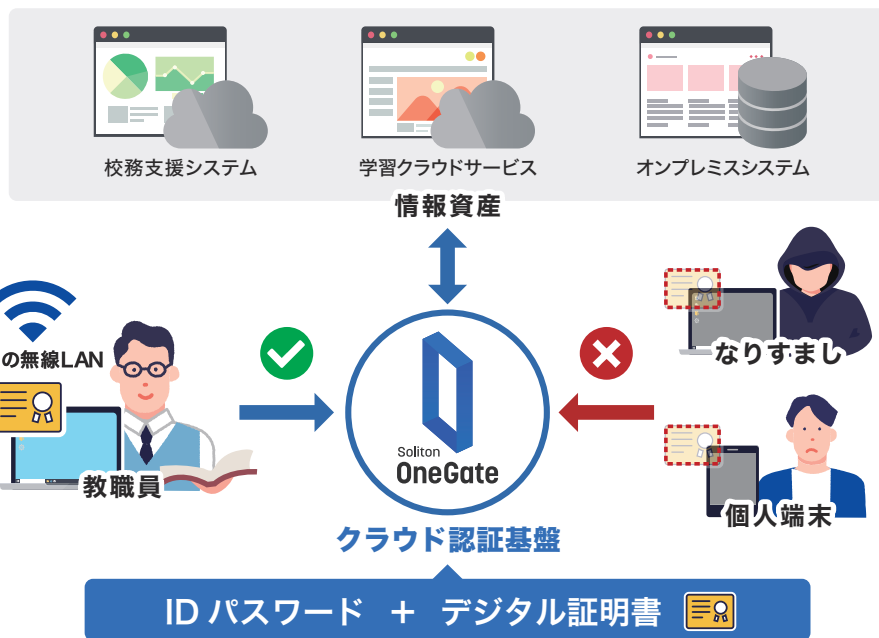 校務支援システム
学習クラウドサービス
オンプレミスシステム
情報資産
の無線LAN
教職員
Soliton
OneGate
クラウド認証基盤
なりすまし
個人端末
ID パスワード + デジタル証明書